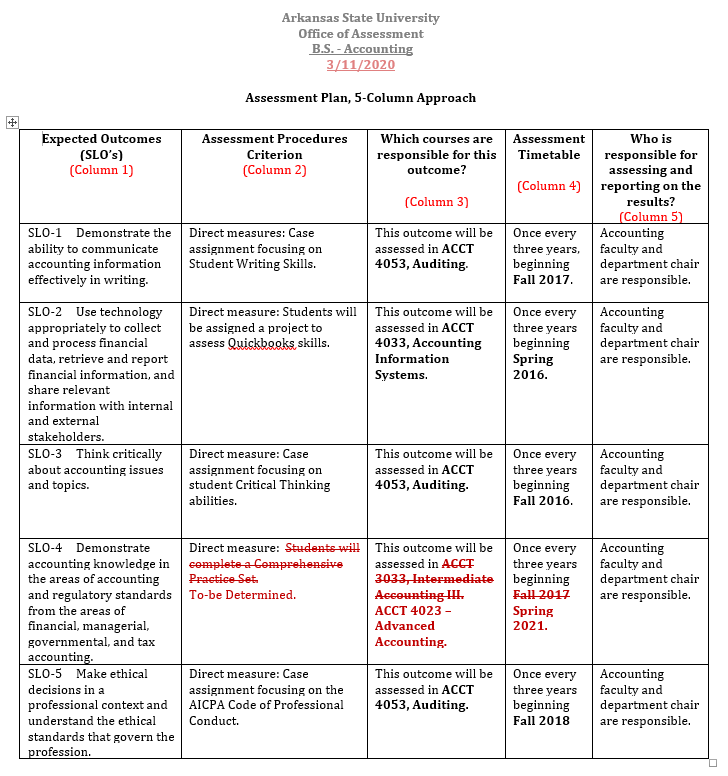 Arkansas State University
Office of Assessment
B.S. - Accounting
3/11/2020
Assessment Plan, 5-Column Approach
Expected Outcomes
(SLO's)
(Column 1)
Assessment Procedures
Criterion
(Column 2)
Which courses are
responsible for this
outcome?
(Column 3)
Assessment
Timetable
(Column 4)
Who is
responsible for
assessing and
reporting on the
results?
(Column 5)
SLO-1 Demonstrate the
ability to communicate
accounting information
effectively in writing.
Direct measures: Case
assignment focusing on
Student Writing Skills.
This outcome will be
assessed in ACCT
4053, Auditing.
Once every
three years,
beginning
Fall 2017.
Accounting
faculty and
department chair
are responsible.
SLO-2 Use technology
appropriately to collect
and process financial
data, retrieve and report
financial information, and
share relevant
information with internal
and external
stakeholders.
Direct measure: Students will
be assigned a project to
assess Quickbooks skills.
This outcome will be
assessed in ACCT
4033, Accounting
Information
Systems.
Once every
three years
beginning
Spring
2016.
Accounting
faculty and
department chair
are responsible.
SLO-3 Think critically
about accounting issues
and topics.
Direct measure: Case
assignment focusing on
student Critical Thinking
abilities.
This outcome will be
assessed in ACCT
4053, Auditing.
Once every
three years
beginning
Fall 2016.
Accounting
faculty and
department chair
are responsible.
SLO-4 Demonstrate
accounting knowledge in
the areas of accounting
and regulatory standards
from the areas of
financial, managerial,
governmental, and tax
accounting.
Direct measure: Students will
complete a Comprehensive
Practice Set.
To-be Determined.
This outcome will be
assessed in ACCT
3033, Intermediate
Accounting III.
ACCT 4023 –
Advanced
Accounting.
Once every
three years
beginning
Fall 2017
Spring
2021.
Accounting
faculty and
department chair
are responsible.
SLO-5 Make ethical
decisions in a
professional context and
understand the ethical
standards that govern the
profession.
Direct measure: Case
assignment focusing on the
AICPA Code of Professional
Conduct.
This outcome will be
assessed in ACCT
4053, Auditing.
Once every
three years
beginning
Fall 2018
Accounting
faculty and
department chair
are responsible.